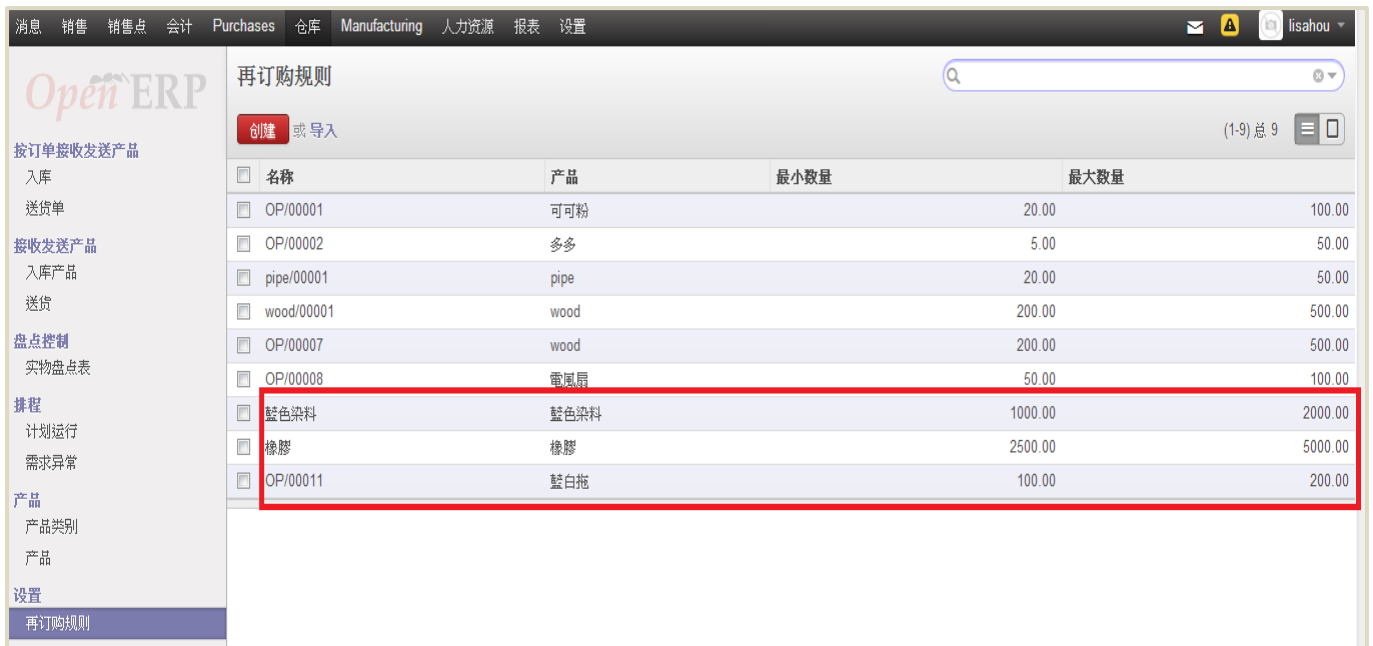 消息 销售 销售点 会计 Purchases 仓库 Manufacturing 人力资源 报表 设置 lisahou
Open ERP
再订购规则
创建 或 导入 (1-9) 总 9
按订单接收发送产品
入库
送货单
接收发送产品
入库产品
送货
盘点控制
实物盘点表
排程
计划运行
需求异常
产品
产品类别
产品
设置
再订购规则
名称 产品 最小数量 最大数量
OP/00001 可可粉 20.00 100.00
OP/00002 多多 5.00 50.00
pipe/00001 pipe 20.00 50.00
wood/00001 wood 200.00 500.00
OP/00007 wood 200.00 500.00
OP/00008 電風扇 50.00 100.00
藍色染料 藍色染料 1000.00 2000.00
橡膠 橡膠 2500.00 5000.00
OP/00011 藍白拖 100.00 200.00